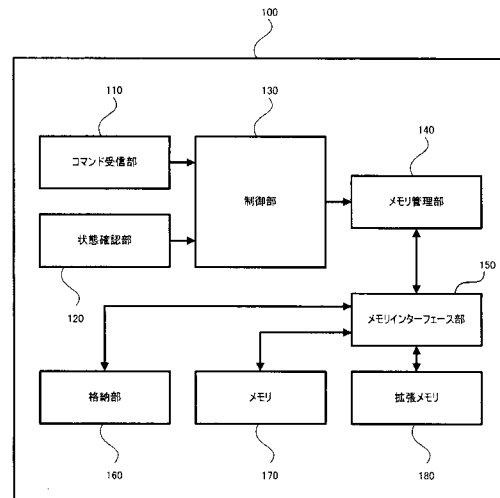 100
110
130
140
コマンド受信部
制御部
メモリ管理部
状態確認部
120
150
メモリインターフェース部
格納部
メモリ
拡張メモリ
160
170
180